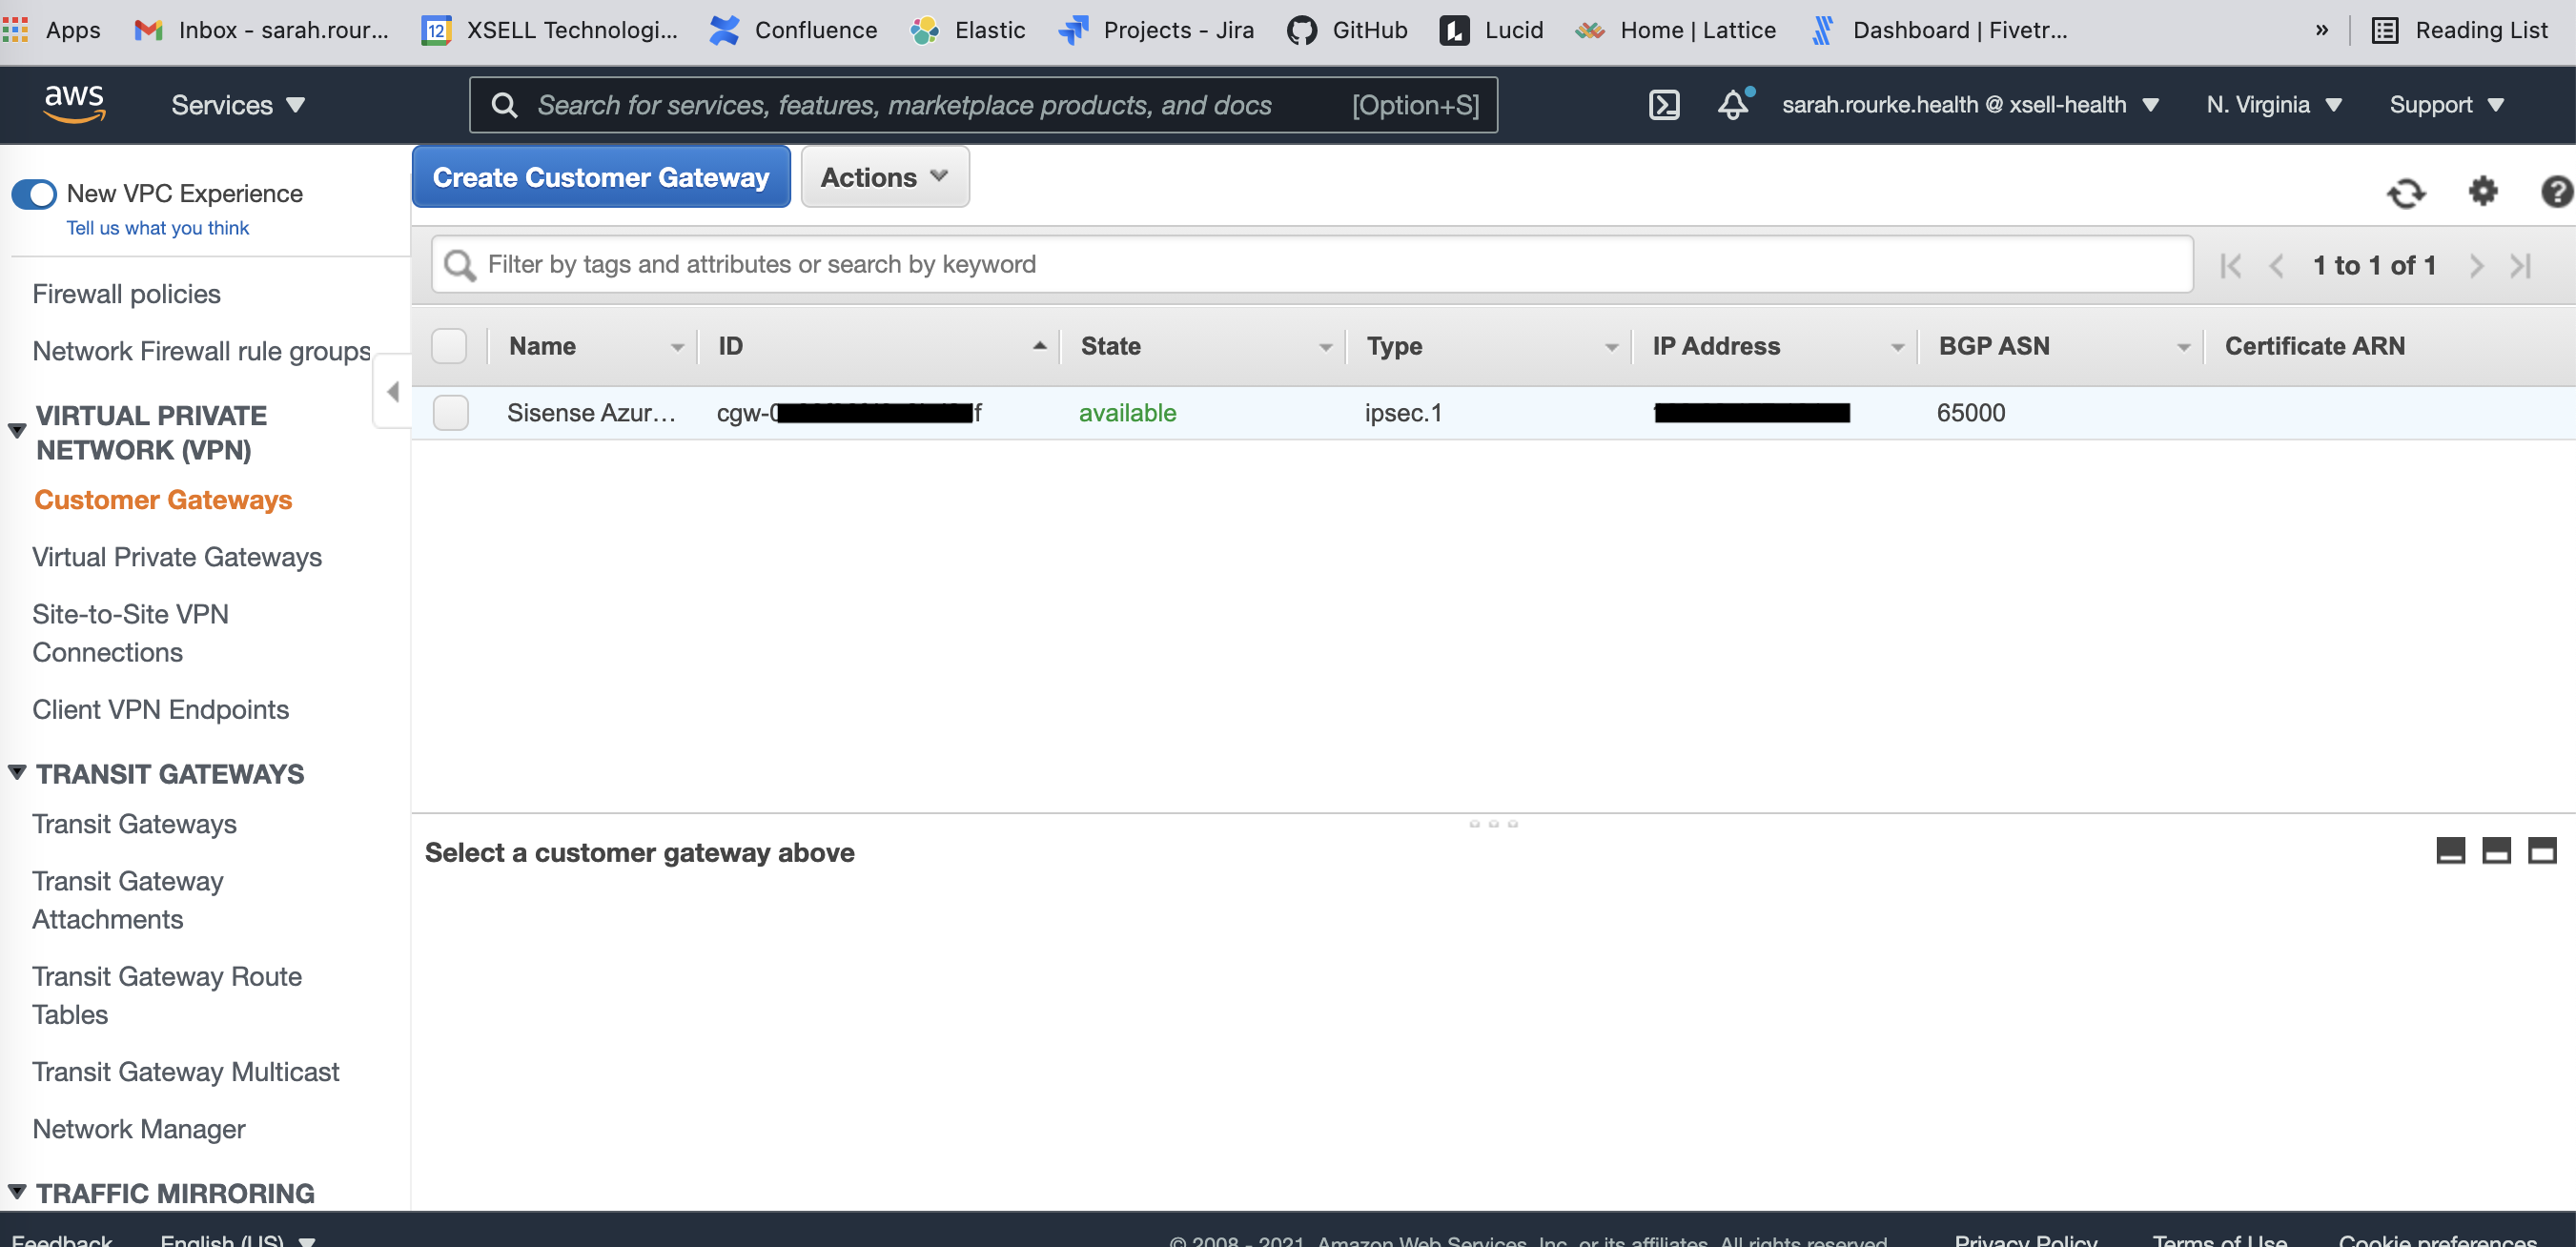 Apps
Inbox - sarah.rour...
12
XSELL Technologi...
Confluence
Elastic
Projects - Jira
GitHub
Lucid
Home | Lattice
Dashboard | Fivetr...
»
Reading List
aws
Services
Search for services, features, marketplace products, and docs
[Option+S]
sarah.rourke.health @ xsell-health
N. Virginia
Support
New VPC Experience
Tell us what you think
Firewall policies
Network Firewall rule groups
VIRTUAL PRIVATE
NETWORK (VPN)
Customer Gateways
Virtual Private Gateways
Site-to-Site VPN
Connections
Client VPN Endpoints
TRANSIT GATEWAYS
Transit Gateways
Transit Gateway
Attachments
Transit Gateway Route
Tables
Transit Gateway Multicast
Network Manager
TRAFFIC MIRRORING
Create Customer Gateway
Actions
Filter by tags and attributes or search by keyword
1 to 1 of 1
Name
ID
State
Type
IP Address
BGP ASN
Certificate ARN
Sisense Azur...
cgw-
f
available
ipsec.1
65000
Select a customer gateway above
Feedback
English (US)
© 2008 - 2021, Amazon Web Services, Inc. or its affiliates. All rights reserved.
Privacy Policy
Terms of Use
Cookie preferences